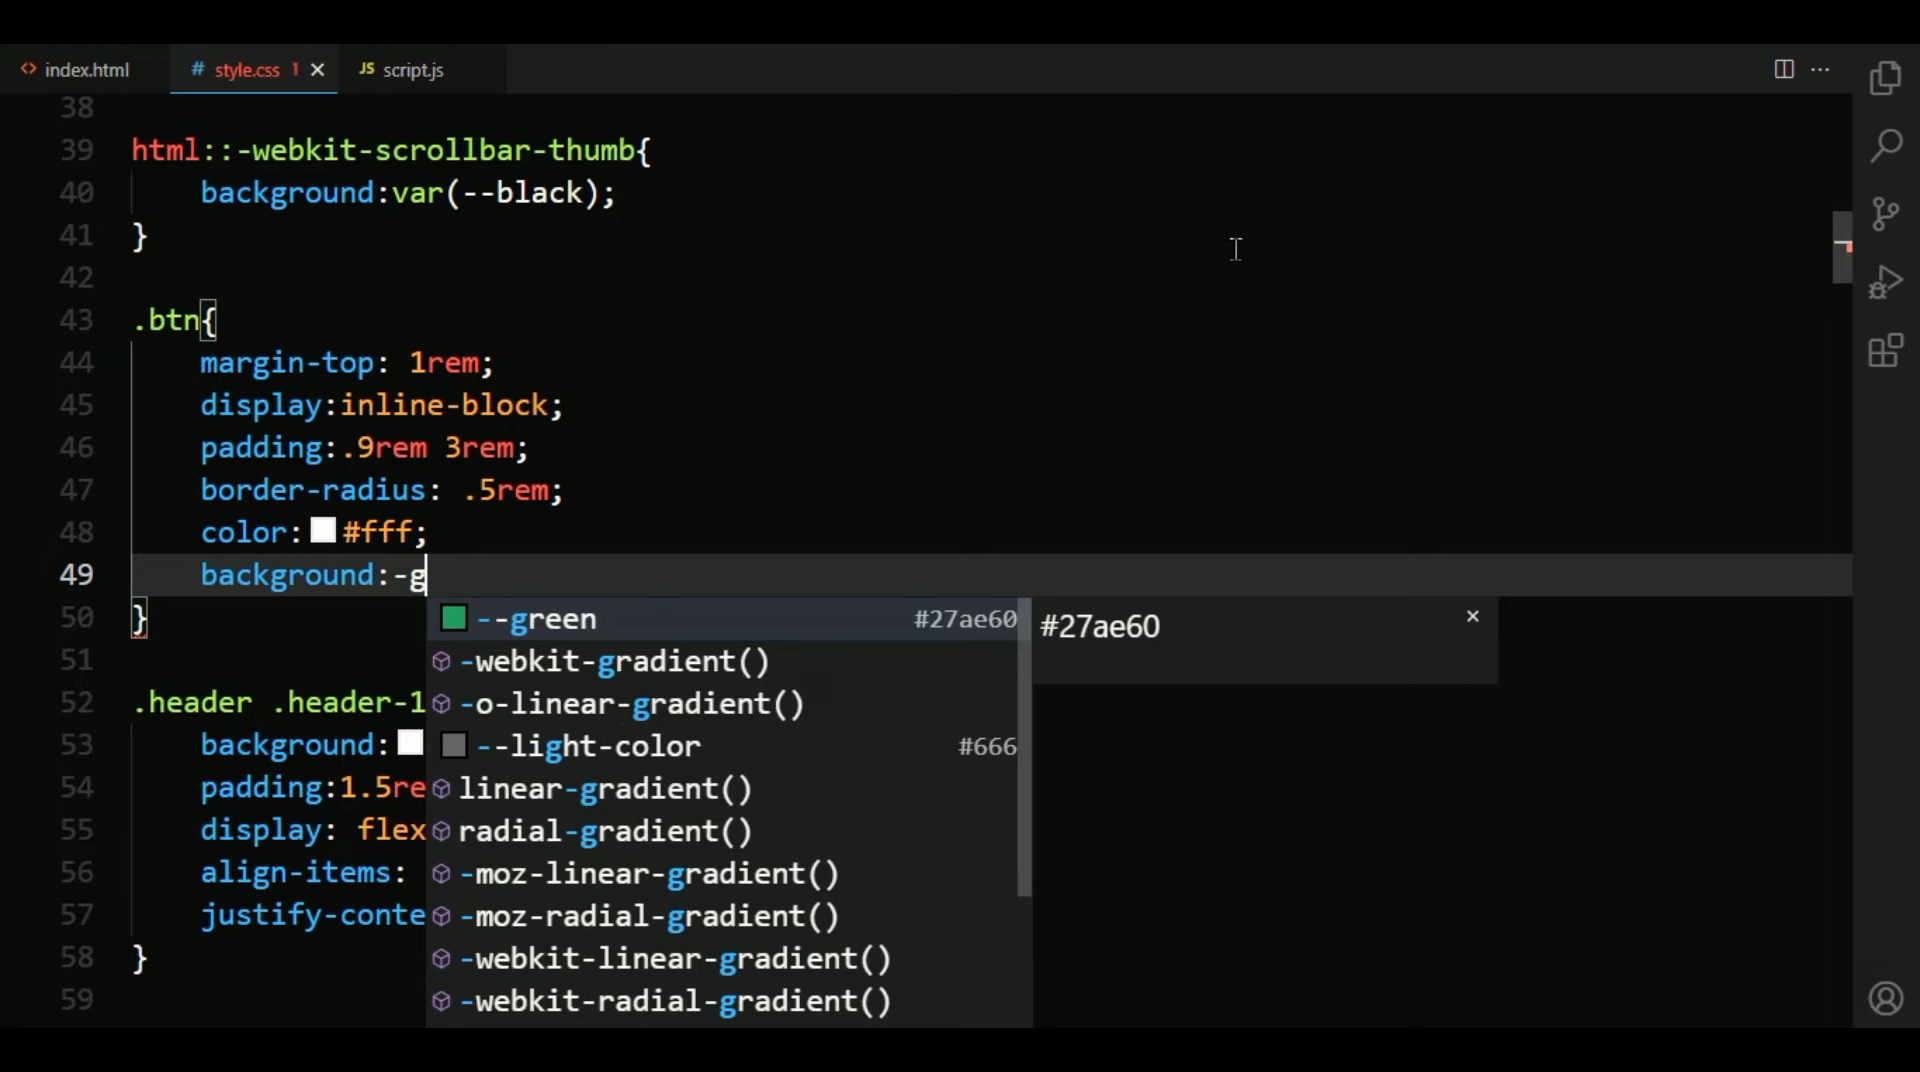 index.html
style.css 1
JS script.js
38
39 html::-webkit-scrollbar-thumb{
40 background:var(--black);
41 }
42
43 .btn{
44 margin-top: 1rem;
45 display:inline-block;
46 padding:.9rem 3rem;
47 border-radius: .5rem;
48 color:#fff;
49 background:-g
50 }
--green #27ae60
#27ae60
-webkit-gradient()
51
52 .header .header-1
-o-linear-gradient()
53 background:
--light-color #666
54 padding:1.5re
linear-gradient()
55 display: flex
radial-gradient()
56 align-items:
-moz-linear-gradient()
57 justify-conte
-moz-radial-gradient()
58 }
-webkit-linear-gradient()
59
-webkit-radial-gradient()